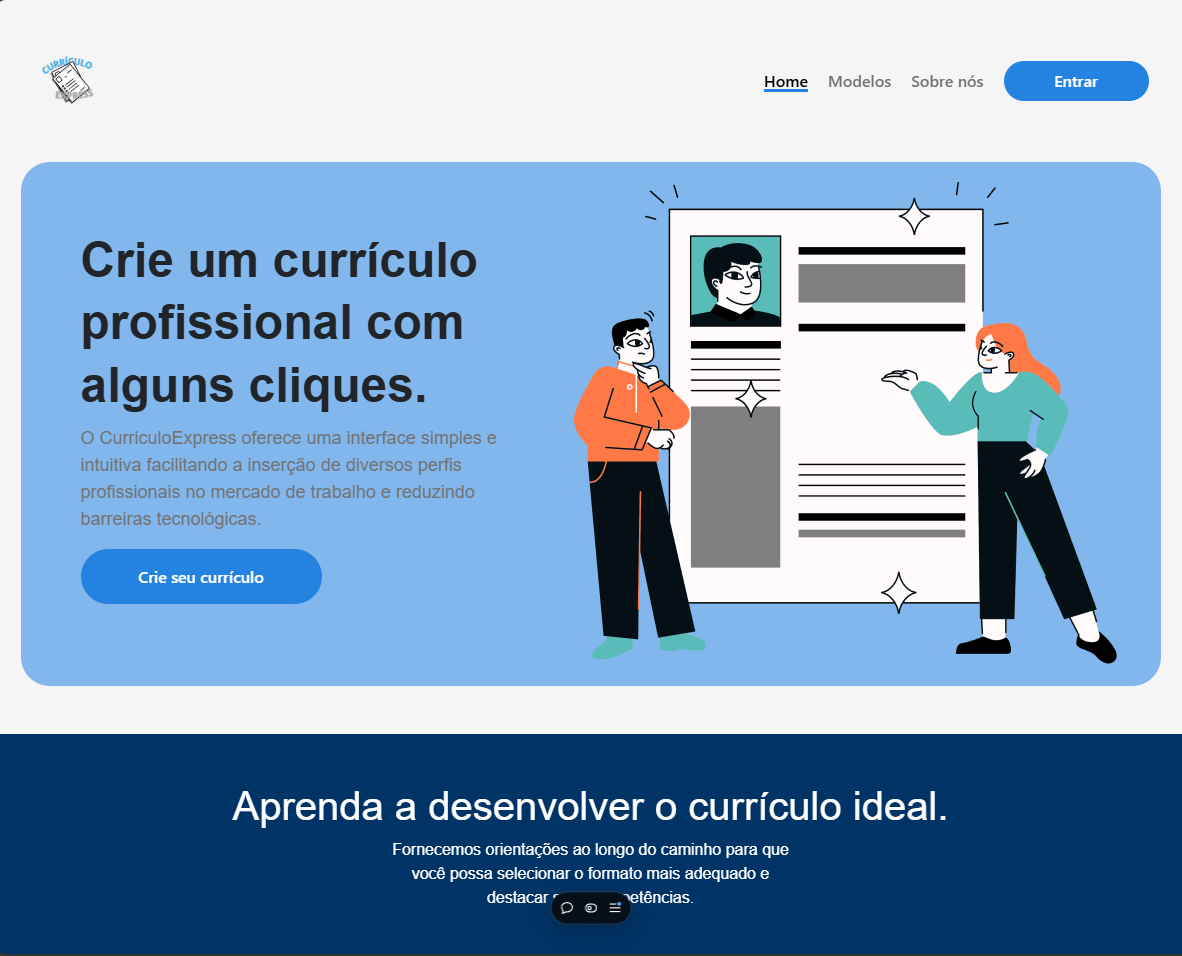 CURRÍCULO
EXPRESS
Home Modelos Sobre nós Entrar
Crie um currículo
profissional com
alguns cliques.
O CurriculoExpress oferece uma interface simples e
intuitiva facilitando a inserção de diversos perfis
profissionais no mercado de trabalho e reduzindo
barreiras tecnológicas.
Crie seu currículo
Aprenda a desenvolver o currículo ideal.
Fornecemos orientações ao longo do caminho para que
você possa selecionar o formato mais adequado e
destacar